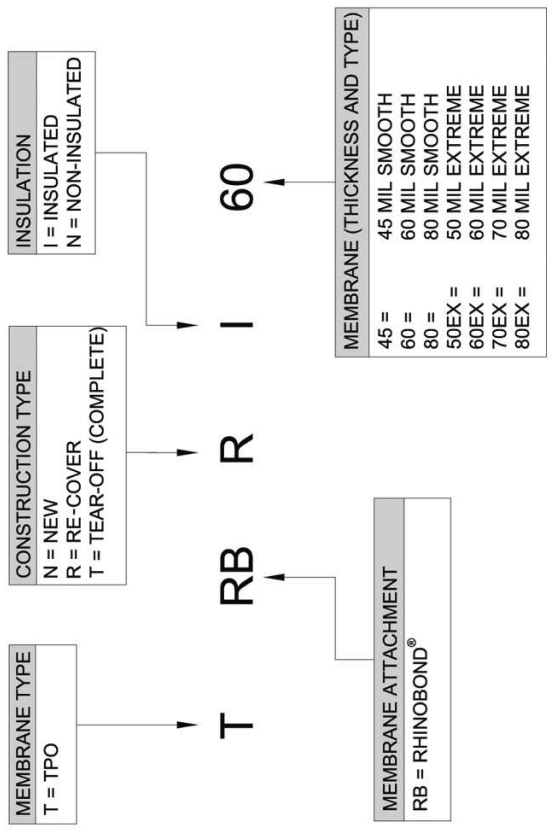 MEMBRANE TYPE
T = TPO
CONSTRUCTION TYPE
N = NEW
R = RE-COVER
T = TEAR-OFF (COMPLETE)
INSULATION
I = INSULATED
N = NON-INSULATED
T RB R I 60
MEMBRANE ATTACHMENT
RB = RHINOBOND®
MEMBRANE (THICKNESS AND TYPE)
45 = 45 MIL SMOOTH
60 = 60 MIL SMOOTH
80 = 80 MIL SMOOTH
50EX = 50 MIL EXTREME
60EX = 60 MIL EXTREME
70EX = 70 MIL EXTREME
80EX = 80 MIL EXTREME